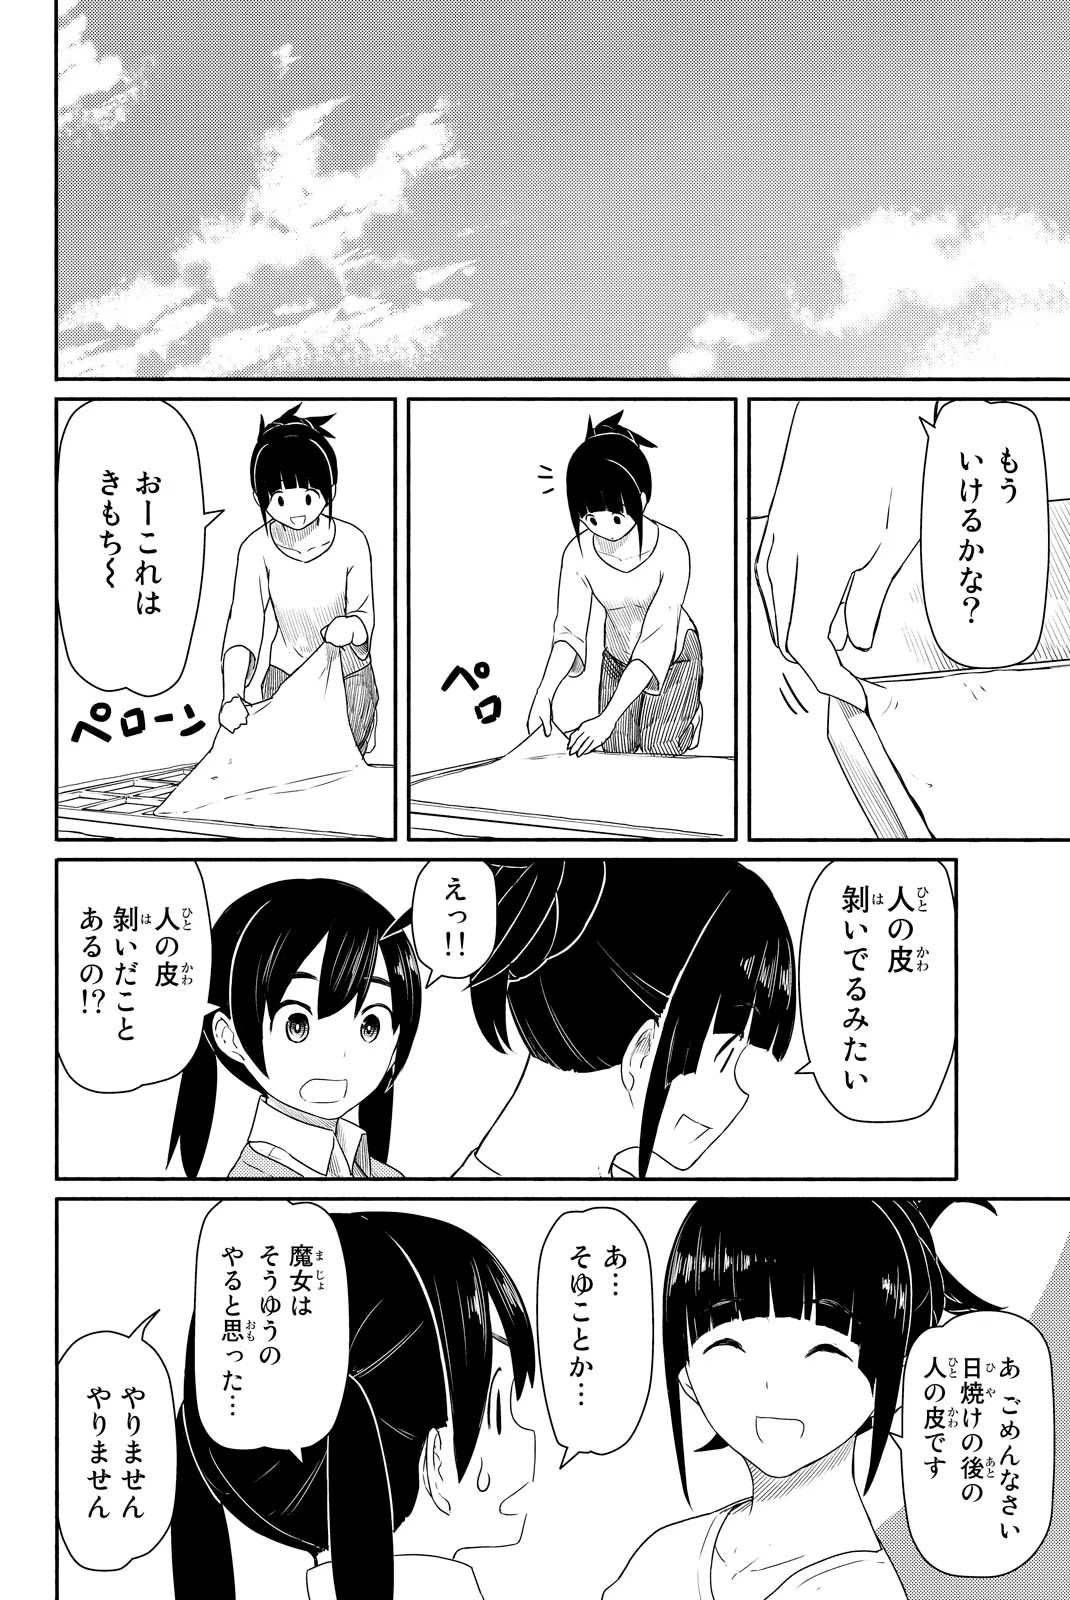 もう
いけるかな？
ペロ
おーこれは
きもち〜
ペローン
人の皮
剝いでるみたい
えっ!!
人の皮
剝いだこと
あるの!?
あ ごめんなさい
日焼けの後の
人の皮です
あ…
そゆことか…
魔女は
そうゆうの
やると思った…
やりません
やりません